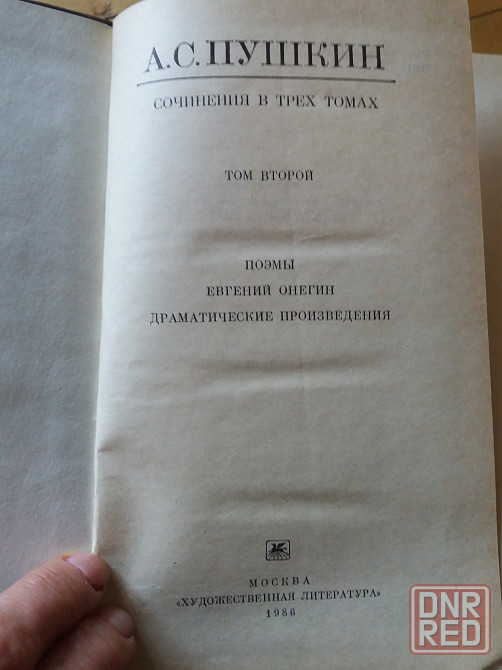 А.С.ПУШКИН
СОЧИНЕНИЯ В ТРЕХ ТОМАХ
ТОМ ВТОРОЙ
ПОЭМЫ
ЕВГЕНИЙ ОНЕГИН
ДРАМАТИЧЕСКИЕ ПРОИЗВЕДЕНИЯ
МОСКВА
«ХУДОЖЕСТВЕННАЯ ЛИТЕРАТУРА»
1986
DNR
RED